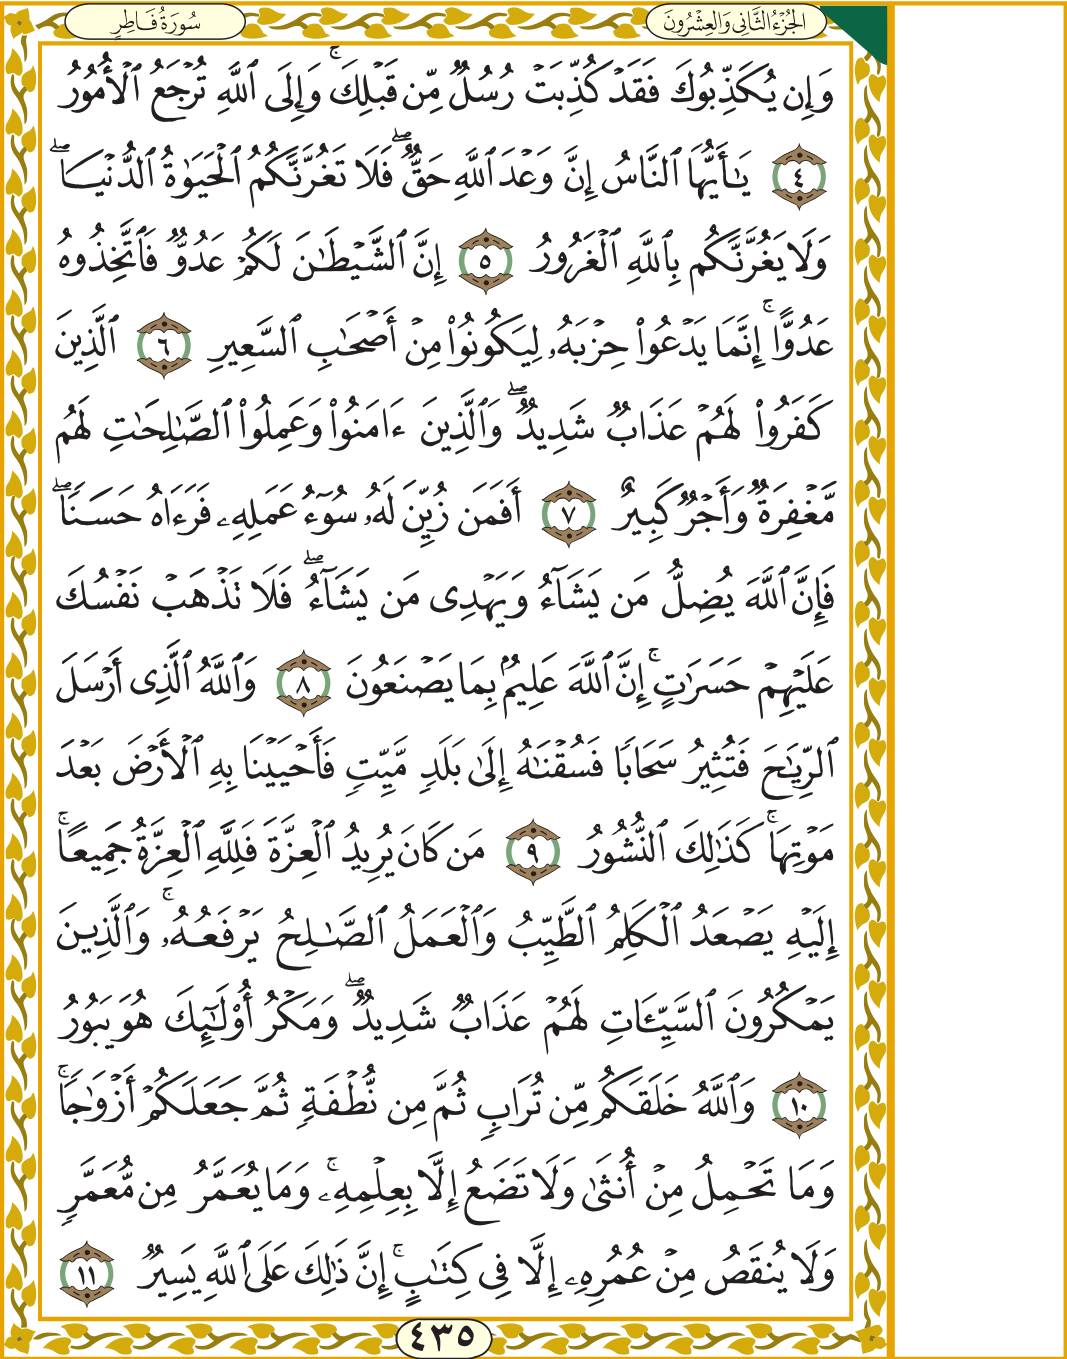 الجُزْءُ الثَّانِي وَالعِشْرُونَ
سُورَةُ فَاطِرٍ
وَإِن يُكَذِّبُوكَ فَقَدْ كُذِّبَتْ رُسُلٌ مِّن قَبْلِكَ ۚ وَإِلَى ٱللَّهِ تُرْجَعُ ٱلْأُمُورُ
٤ يَٰٓأَيُّهَا ٱلنَّاسُ إِنَّ وَعْدَ ٱللَّهِ حَقٌّ ۖ فَلَا تَغُرَّنَّكُمُ ٱلْحَيَوٰةُ ٱلدُّنْيَا ۖ
وَلَا يَغُرَّنَّكُم بِٱللَّهِ ٱلْغَرُورُ ٥ إِنَّ ٱلشَّيْطَٰنَ لَكُمْ عَدُوٌّ فَٱتَّخِذُوهُ
عَدُوًّا ۚ إِنَّمَا يَدْعُوا۟ حِزْبَهُۥ لِيَكُونُوا۟ مِنْ أَصْحَٰبِ ٱلسَّعِيرِ ٦ ٱلَّذِينَ
كَفَرُوا۟ لَهُمْ عَذَابٌ شَدِيدٌ ۖ وَٱلَّذِينَ ءَامَنُوا۟ وَعَمِلُوا۟ ٱلصَّٰلِحَٰتِ لَهُم
مَّغْفِرَةٌ وَأَجْرٌ كَبِيرٌ ٧ أَفَمَن زُيِّنَ لَهُۥ سُوٓءُ عَمَلِهِۦ فَرَءَاهُ حَسَنًا ۖ
فَإِنَّ ٱللَّهَ يُضِلُّ مَن يَشَآءُ وَيَهْدِى مَن يَشَآءُ ۖ فَلَا تَذْهَبْ نَفْسُكَ
عَلَيْهِمْ حَسَرَٰتٍ ۚ إِنَّ ٱللَّهَ عَلِيمٌۢ بِمَا يَصْنَعُونَ ٨ وَٱللَّهُ ٱلَّذِىٓ أَرْسَلَ
ٱلرِّيَٰحَ فَتُثِيرُ سَحَابًا فَسُقْنَٰهُ إِلَىٰ بَلَدٍ مَّيِّتٍ فَأَحْيَيْنَا بِهِ ٱلْأَرْضَ بَعْدَ
مَوْتِهَا ۚ كَذَٰلِكَ ٱلنُّشُورُ ٩ مَن كَانَ يُرِيدُ ٱلْعِزَّةَ فَلِلَّهِ ٱلْعِزَّةُ جَمِيعًا ۚ
إِلَيْهِ يَصْعَدُ ٱلْكَلِمُ ٱلطَّيِّبُ وَٱلْعَمَلُ ٱلصَّٰلِحُ يَرْفَعُهُۥ ۚ وَٱلَّذِينَ
يَمْكُرُونَ ٱلسَّيِّـَٔاتِ لَهُمْ عَذَابٌ شَدِيدٌ ۖ وَمَكْرُ أُو۟لَٰٓئِكَ هُوَ يَبُورُ
١٠ وَٱللَّهُ خَلَقَكُم مِّن تُرَابٍ ثُمَّ مِن نُّطْفَةٍ ثُمَّ جَعَلَكُمْ أَزْوَٰجًا ۚ
وَمَا تَحْمِلُ مِنْ أُنثَىٰ وَلَا تَضَعُ إِلَّا بِعِلْمِهِۦ ۚ وَمَا يُعَمَّرُ مِن مُّعَمَّرٍ
وَلَا يُنقَصُ مِنْ عُمُرِهِۦٓ إِلَّا فِى كِتَٰبٍ ۚ إِنَّ ذَٰلِكَ عَلَى ٱللَّهِ يَسِيرٌ ١١
٤٣٥